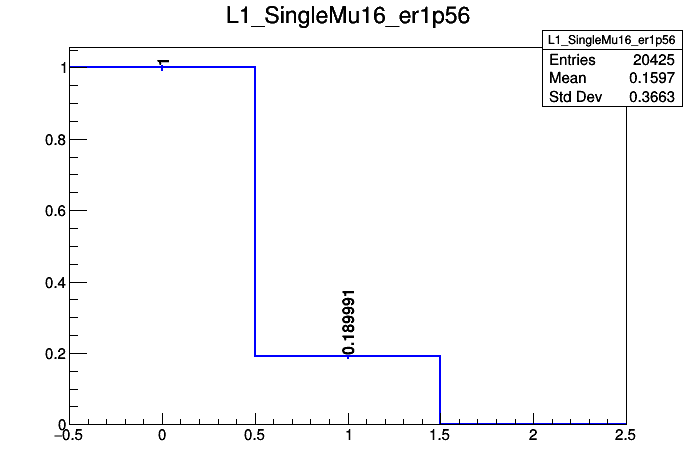 L1_SingleMu16_er1p56
L1_SingleMu16_er1p56
Entries 20425
Mean 0.1597
Std Dev 0.3663
1
0.8
0.6
0.4
0.2
0
1
0.189991
−0.5 0 0.5 1 1.5 2 2.5